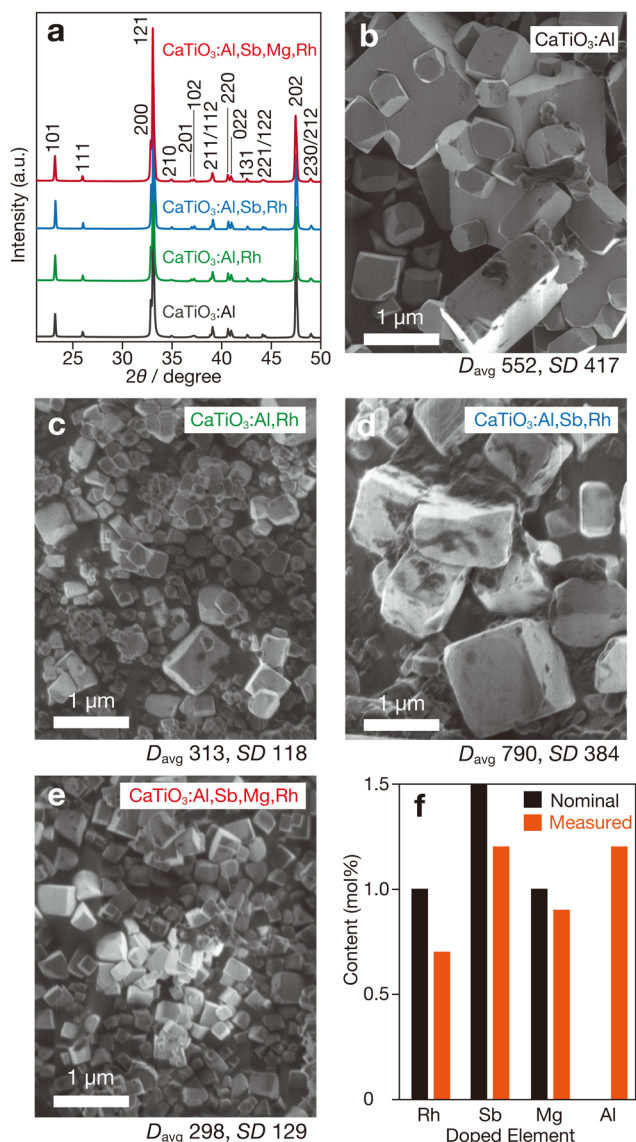 a
CaTiO₃:Al,Sb,Mg,Rh
CaTiO₃:Al,Sb,Rh
CaTiO₃:Al,Rh
CaTiO₃:Al
101
111
200
121
210
201
102
211/112
220
022
131
221/122
202
230/212
Intensity (a.u.)
25 30 35 40 45 50
2θ / degree
b
CaTiO₃:Al
1 μm
Davg 552, SD 417
c
CaTiO₃:Al,Rh
1 μm
Davg 313, SD 118
d
CaTiO₃:Al,Sb,Rh
1 μm
Davg 790, SD 384
e
CaTiO₃:Al,Sb,Mg,Rh
1 μm
Davg 298, SD 129
f
Nominal
Measured
Content (mol%)
1.5
1.0
0.5
0
Rh Sb Mg Al
Doped Element